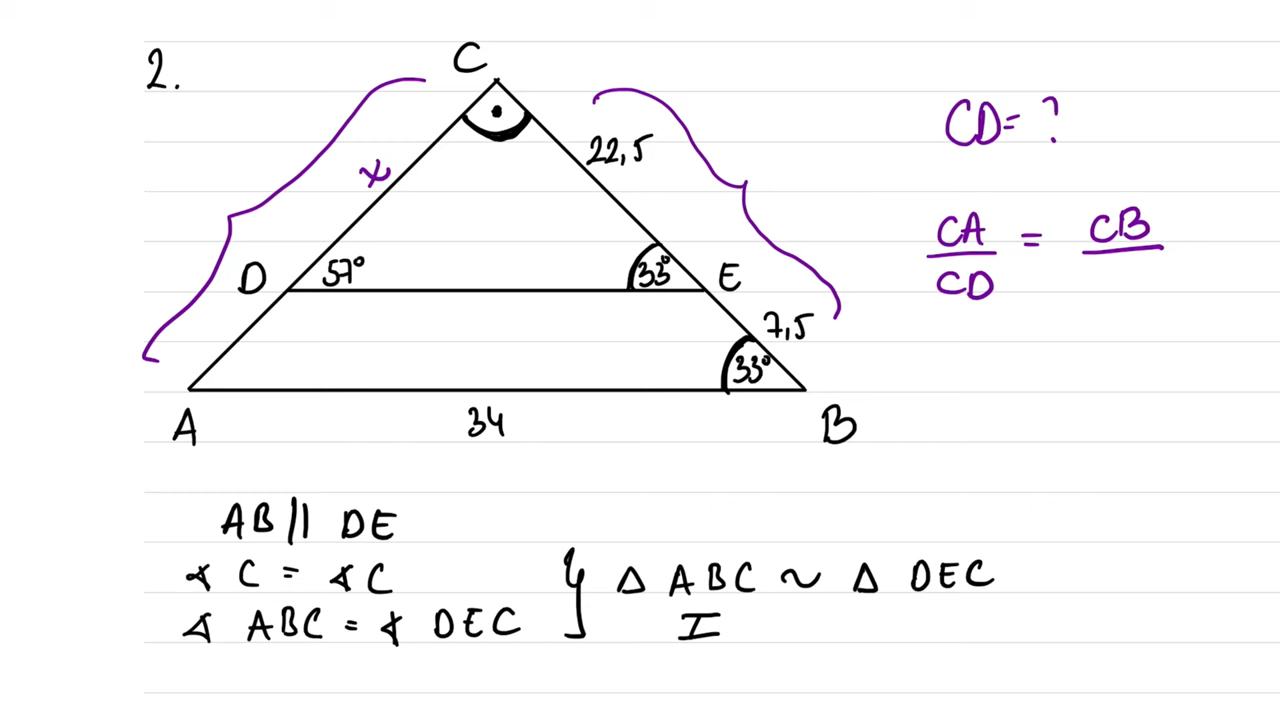 2.
C
CD= ?
x
22,5
CA/CD = CB
D 57° 33° E
7,5
33°
A 34 B
AB || DE
∢ C = ∢ C
∢ ABC = ∢ DEC } Δ ABC ~ Δ DEC
I